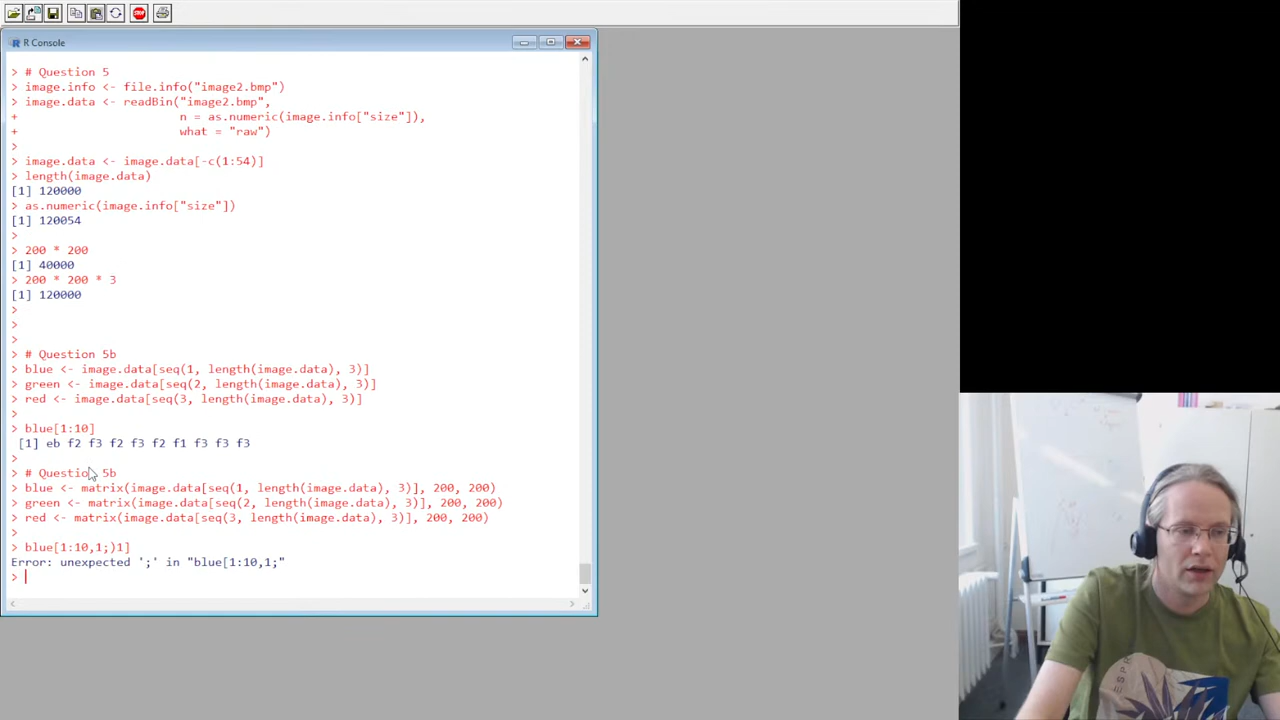 R Console
> # Question 5
> image.info <- file.info("image2.bmp")
> image.data <- readBin("image2.bmp",
+ n = as.numeric(image.info["size"]),
+ what = "raw")
>
> image.data <- image.data[-c(1:54)]
> length(image.data)
[1] 120000
> as.numeric(image.info["size"])
[1] 120054
>
> 200 * 200
[1] 40000
> 200 * 200 * 3
[1] 120000
>
>
>
> # Question 5b
> blue <- image.data[seq(1, length(image.data), 3)]
> green <- image.data[seq(2, length(image.data), 3)]
> red <- image.data[seq(3, length(image.data), 3)]
>
> blue[1:10]
[1] eb f2 f3 f2 f3 f2 f1 f3 f3 f3
>
> # Question 5b
> blue <- matrix(image.data[seq(1, length(image.data), 3)], 200, 200)
> green <- matrix(image.data[seq(2, length(image.data), 3)], 200, 200)
> red <- matrix(image.data[seq(3, length(image.data), 3)], 200, 200)
>
> blue[1:10,1;)1]
Error: unexpected ';' in "blue[1:10,1;"
>
STOP
ESPR